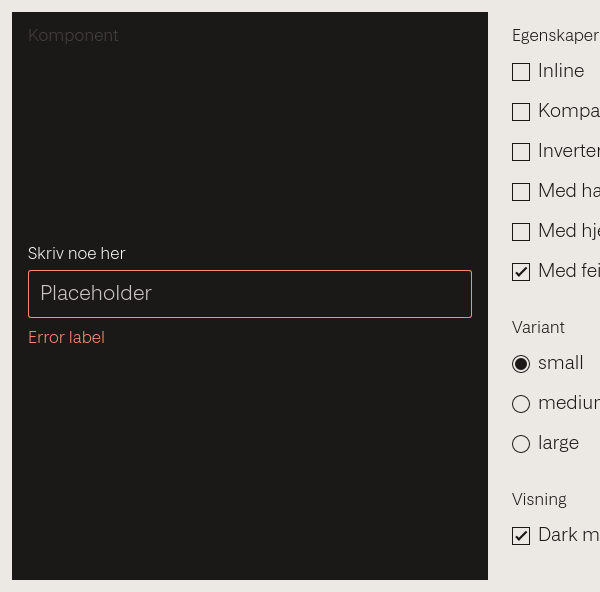 Komponent
Skriv noe her
Placeholder
Error label
Egenskaper
Inline
Kompa
Inverter
Med ha
Med hje
Med fei
Variant
small
medium
large
Visning
Dark m